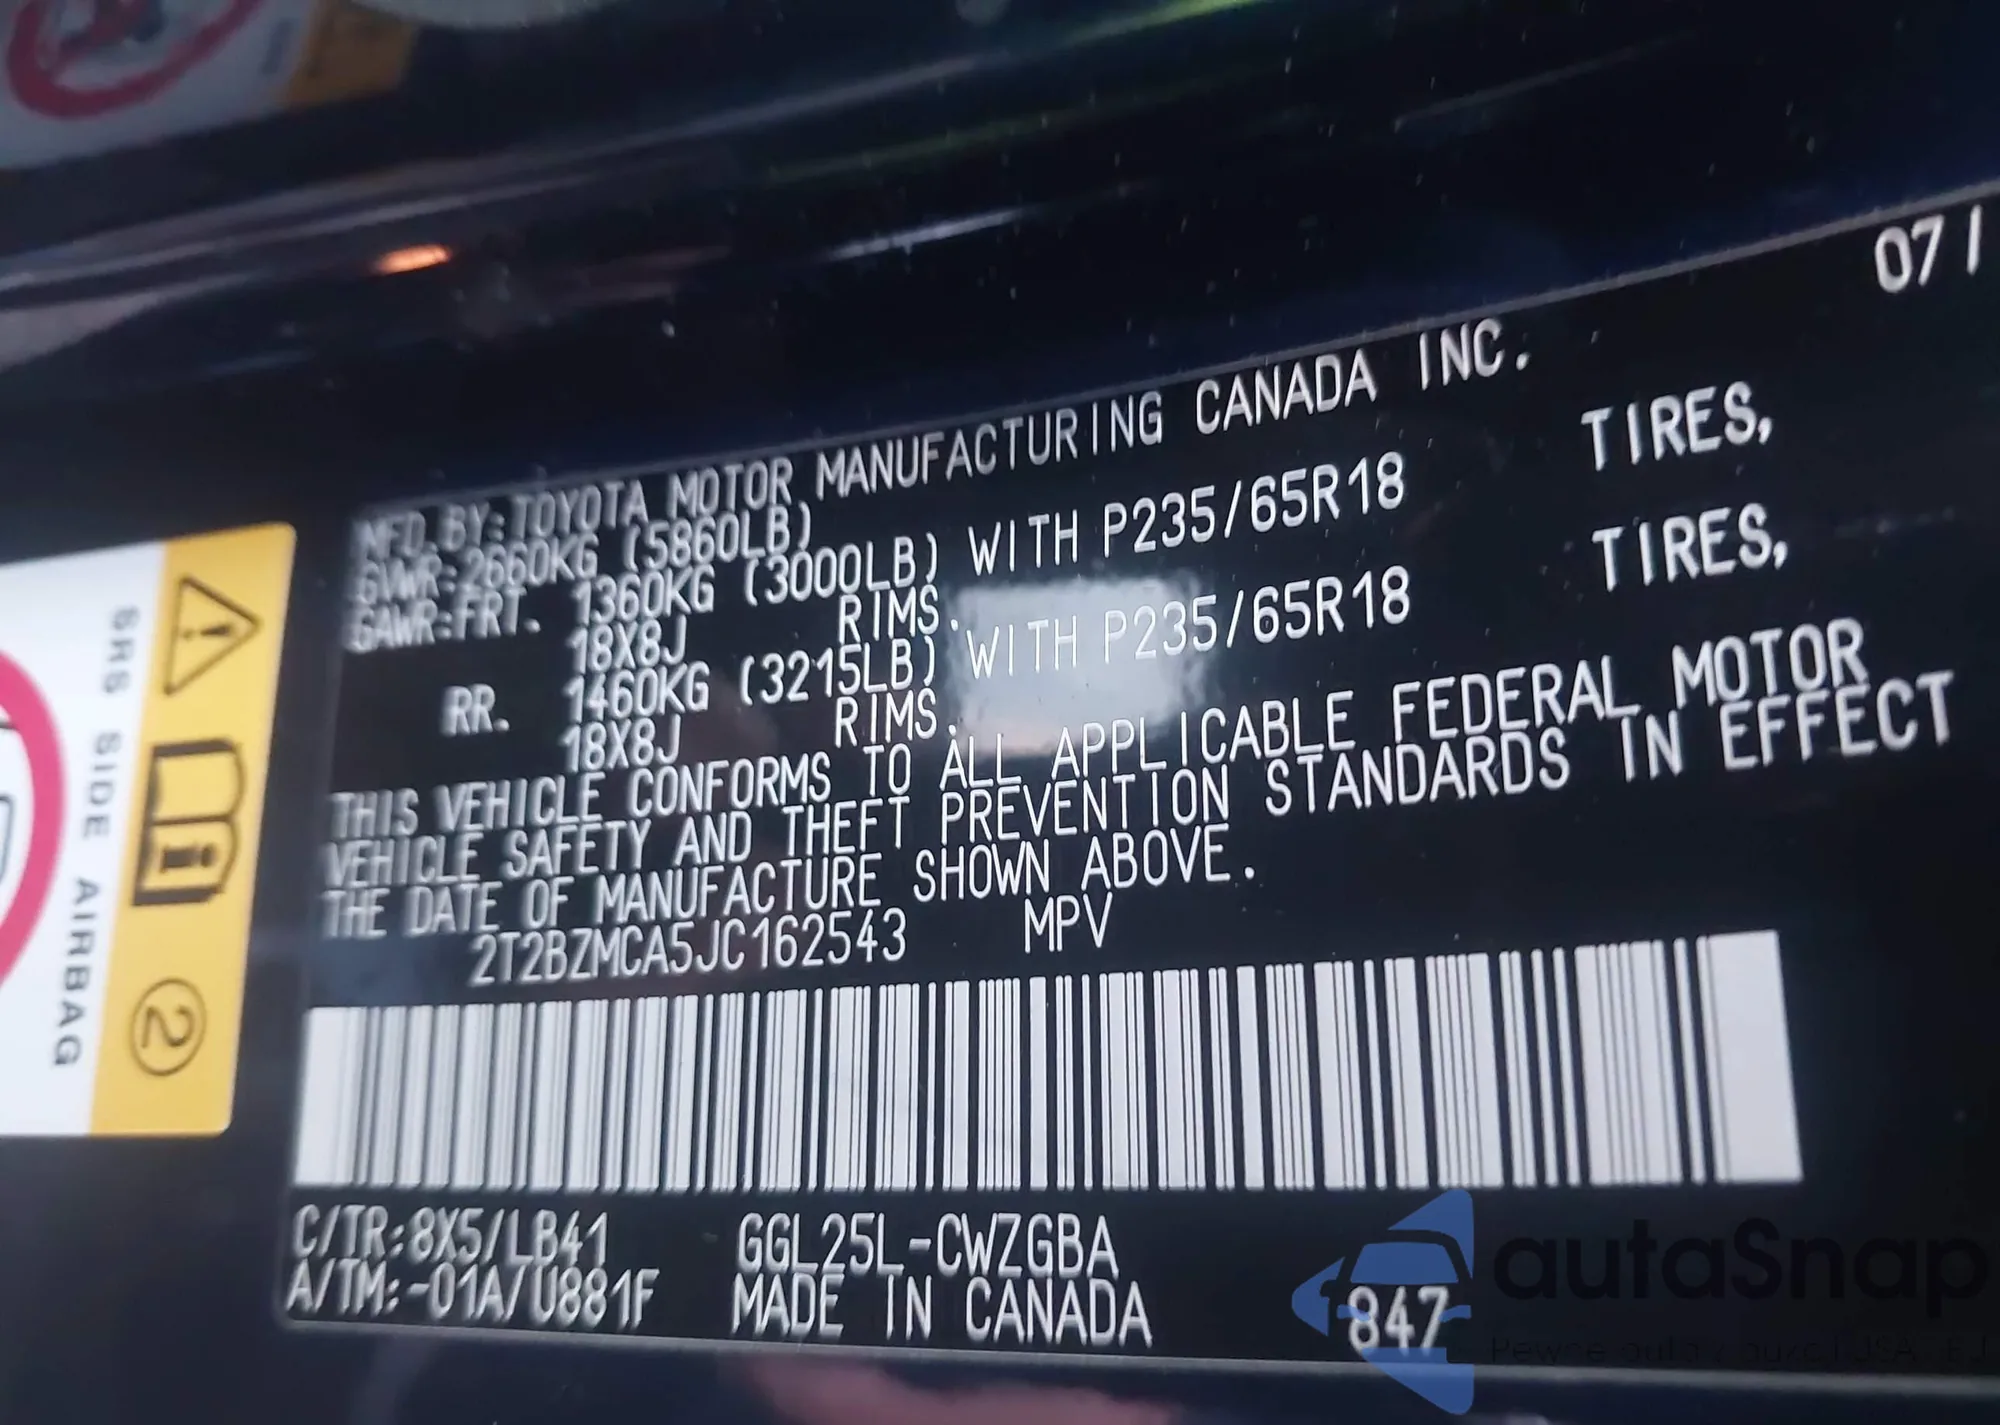 07/
MFD.BY:TOYOTA MOTOR MANUFACTURING CANADA INC.
GVWR:2660KG (5860LB)
GAWR:FRT. 1360KG (3000LB) WITH P235/65R18 TIRES,
18X8J RIMS.
RR. 1460KG (3215LB) WITH P235/65R18 TIRES,
18X8J RIMS.
THIS VEHICLE CONFORMS TO ALL APPLICABLE FEDERAL MOTOR
VEHICLE SAFETY AND THEFT PREVENTION STANDARDS IN EFFECT
THE DATE OF MANUFACTURE SHOWN ABOVE.
2T2BZMCA5JC162543 MPV
C/TR:8X5/LB41 GGL25L-CWZGBA
A/TM:-01A/U881F MADE IN CANADA 847
SRS SIDE AIRBAG
2
autaSnap